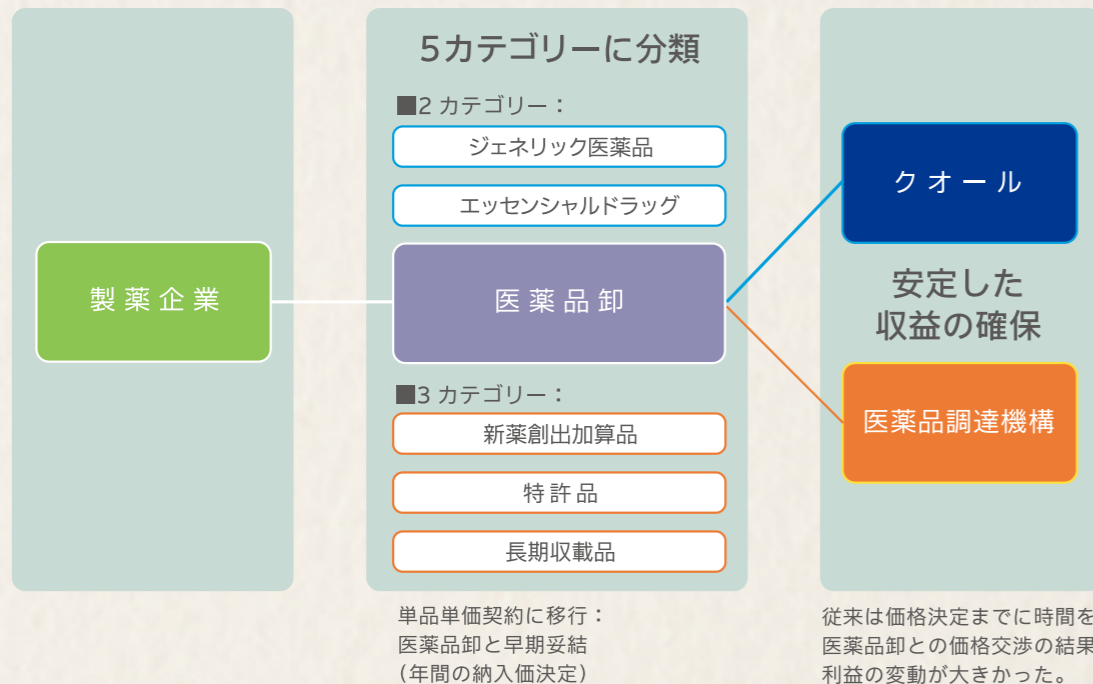 製薬企業
5カテゴリーに分類
■2 カテゴリー：
ジェネリック医薬品
エッセンシャルドラッグ
医薬品卸
■3 カテゴリー：
新薬創出加算品
特許品
長期収載品
単品単価契約に移行：
医薬品卸と早期妥結
(年間の納入価決定)
クオール
安定した
収益の確保
医薬品調達機構
従来は価格決定までに時間を
医薬品卸との価格交渉の結果
利益の変動が大きかった。